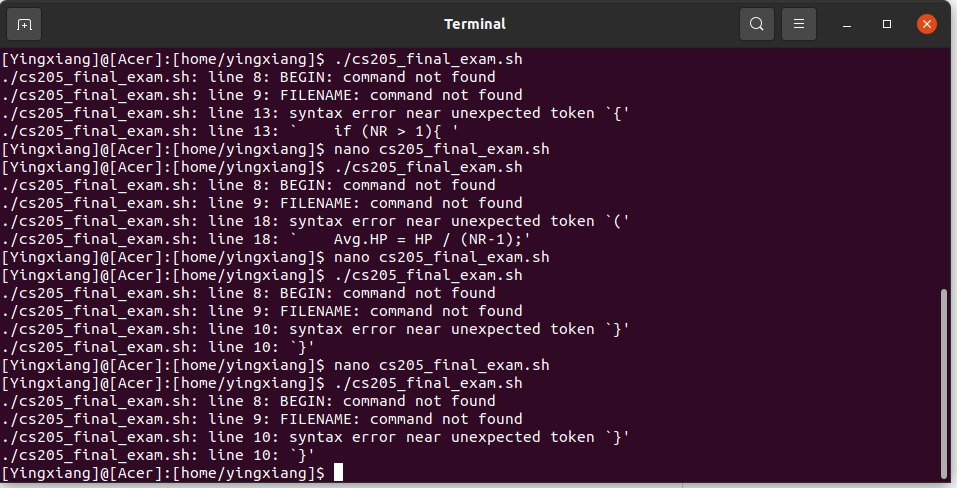 Terminal
[Yingxiang]@[Acer]:[home/yingxiang]$ ./cs205_final_exam.sh
./cs205_final_exam.sh: line 8: BEGIN: command not found
./cs205_final_exam.sh: line 9: FILENAME: command not found
./cs205_final_exam.sh: line 13: syntax error near unexpected token `{'
./cs205_final_exam.sh: line 13: `    if (NR > 1){ '
[Yingxiang]@[Acer]:[home/yingxiang]$ nano cs205_final_exam.sh
[Yingxiang]@[Acer]:[home/yingxiang]$ ./cs205_final_exam.sh
./cs205_final_exam.sh: line 8: BEGIN: command not found
./cs205_final_exam.sh: line 9: FILENAME: command not found
./cs205_final_exam.sh: line 18: syntax error near unexpected token `('
./cs205_final_exam.sh: line 18: `    Avg.HP = HP / (NR-1);'
[Yingxiang]@[Acer]:[home/yingxiang]$ nano cs205_final_exam.sh
[Yingxiang]@[Acer]:[home/yingxiang]$ ./cs205_final_exam.sh
./cs205_final_exam.sh: line 8: BEGIN: command not found
./cs205_final_exam.sh: line 9: FILENAME: command not found
./cs205_final_exam.sh: line 10: syntax error near unexpected token `}'
./cs205_final_exam.sh: line 10: `}'
[Yingxiang]@[Acer]:[home/yingxiang]$ nano cs205_final_exam.sh
[Yingxiang]@[Acer]:[home/yingxiang]$ ./cs205_final_exam.sh
./cs205_final_exam.sh: line 8: BEGIN: command not found
./cs205_final_exam.sh: line 9: FILENAME: command not found
./cs205_final_exam.sh: line 10: syntax error near unexpected token `}'
./cs205_final_exam.sh: line 10: `}'
[Yingxiang]@[Acer]:[home/yingxiang]$